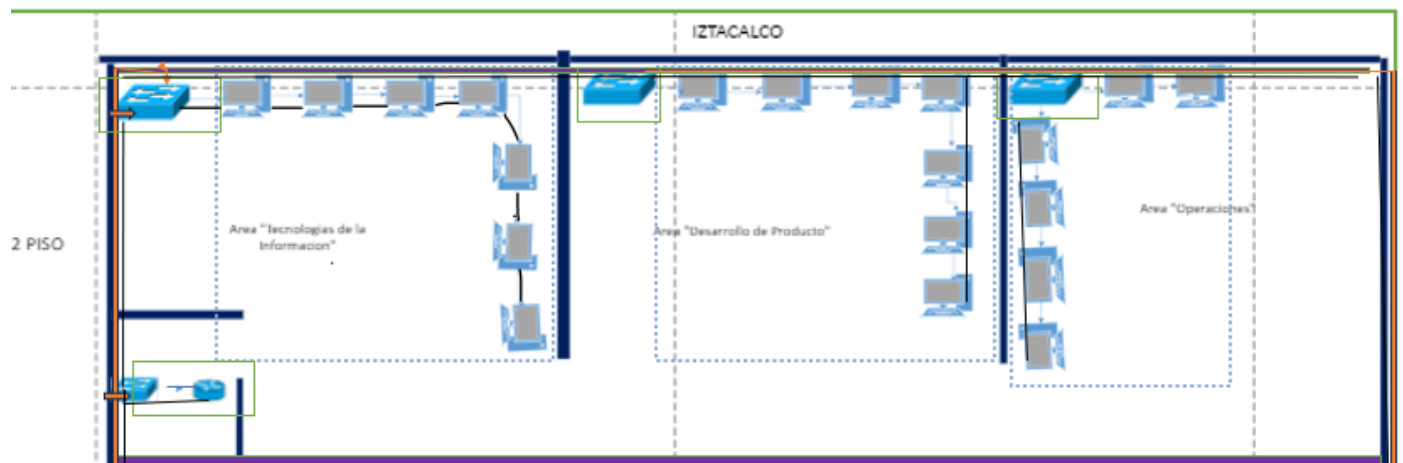 IZTACALCO
2 PISO
Area "Tecnologias de la
Informacion"
.
Area "Desarrollo de Producto"
Area "Operaciones"